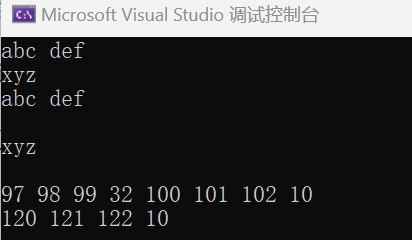 Microsoft Visual Studio 调试控制台
abc def
xyz
abc def
xyz
97 98 99 32 100 101 102 10
120 121 122 10